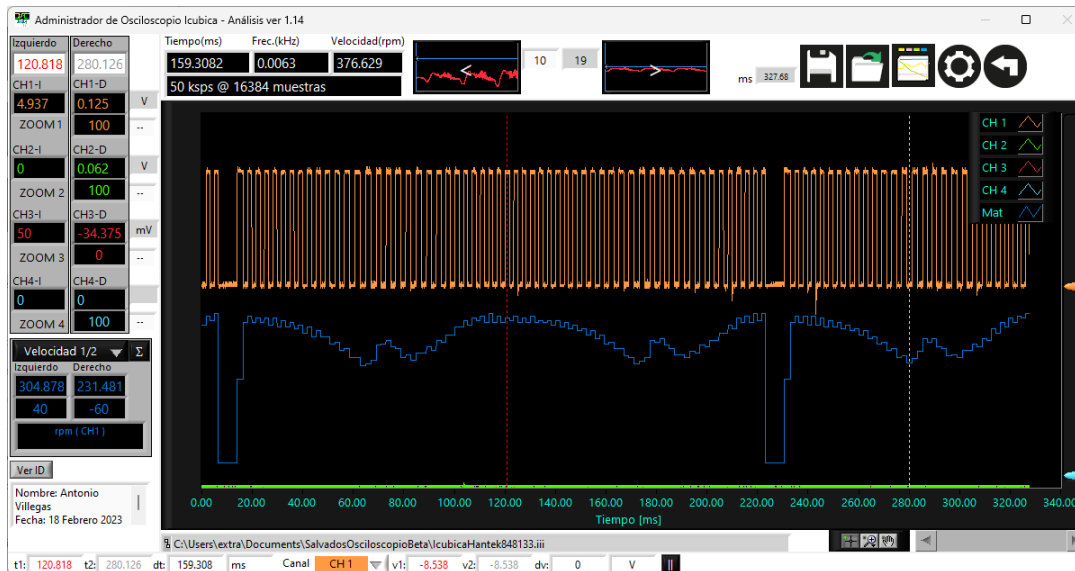 Administrador de Osciloscopio Icubica - Análisis ver 1.14
Izquierdo Derecho
120.818 280.126
CH1-I CH1-D
4.937 0.125 V
ZOOM 1 100 --
CH2-I CH2-D
0 0.062 V
ZOOM 2 100 --
CH3-I CH3-D
50 -34.375 mV
ZOOM 3 0 --
CH4-I CH4-D
0 0
ZOOM 4 100 --
Tiempo(ms) Frec.(kHz) Velocidad(rpm)
159.3082 0.0063 376.629
50 ksps @ 16384 muestras
< 10 19 >
ms 327.68
CH 1
CH 2
CH 3
CH 4
Mat
Velocidad 1/2 Σ
Izquierdo Derecho
304.878 231.481
40 -60
rpm ( CH1 )
Ver ID
Nombre: Antonio
Villegas
Fecha: 18 Febrero 2023
0.00 20.00 40.00 60.00 80.00 100.00 120.00 140.00 160.00 180.00 200.00 220.00 240.00 260.00 280.00 300.00 320.00 340.00
Tiempo [ms]
C:\Users\extra\Documents\SalvadosOsciloscopioBeta\IcubicaHantek848133.iii
t1: 120.818 t2: 280.126 dt: 159.308 ms Canal CH 1 v1: -8.538 v2: -8.538 dv: 0 V